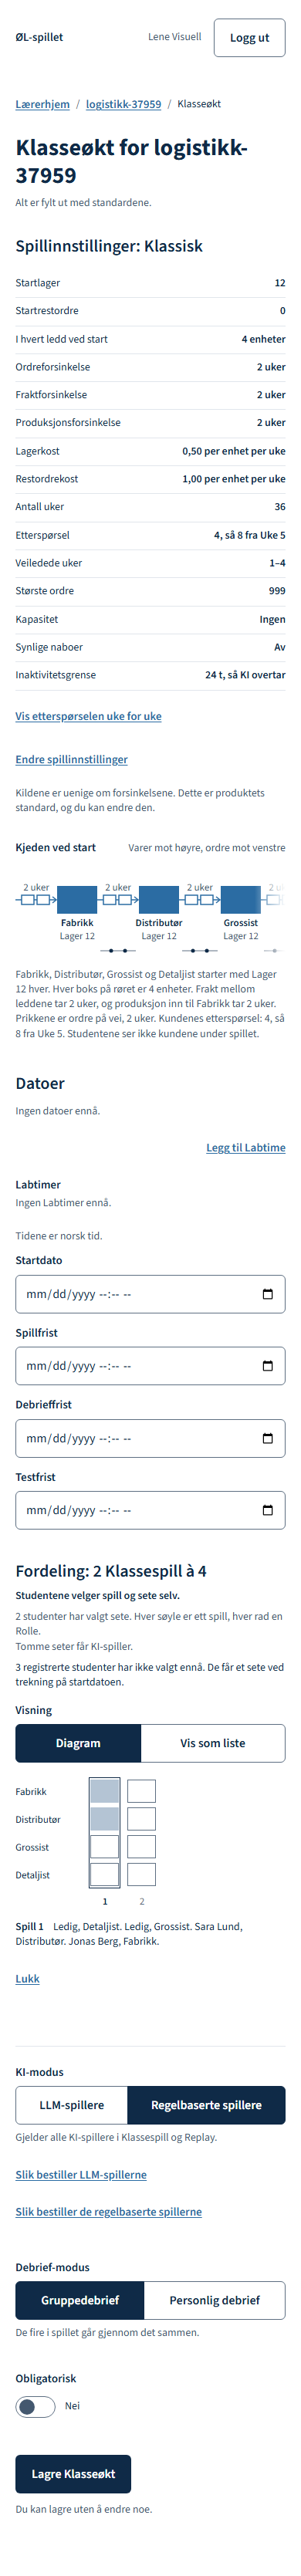 ØL-spillet
Lene Visuell
Logg ut
Lærerhjem / logistikk-37959 / Klasseøkt
Klasseøkt for logistikk-
37959
Alt er fylt ut med standardene.
Spillinnstillinger: Klassisk
Startlager 12
Startrestordre 0
I hvert ledd ved start 4 enheter
Ordreforsinkelse 2 uker
Fraktforsinkelse 2 uker
Produksjonsforsinkelse 2 uker
Lagerkost 0,50 per enhet per uke
Restordrekost 1,00 per enhet per uke
Antall uker 36
Etterspørsel 4, så 8 fra Uke 5
Veiledede uker 1–4
Største ordre 999
Kapasitet Ingen
Synlige naboer Av
Inaktivitetsgrense 24 t, så KI overtar
Vis etterspørselen uke for uke
Endre spillinnstillinger
Kildene er uenige om forsinkelsene. Dette er produktets
standard, og du kan endre den.
Kjeden ved start Varer mot høyre, ordre mot venstre
2 uker 2 uker 2 uker 2 u
Fabrikk Distributør Grossist
Lager 12 Lager 12 Lager 12
Fabrikk, Distributør, Grossist og Detaljist starter med Lager
12 hver. Hver boks på røret er 4 enheter. Frakt mellom
leddene tar 2 uker, og produksjon inn til Fabrikk tar 2 uker.
Prikkene er ordre på vei, 2 uker. Kundenes etterspørsel: 4, så
8 fra Uke 5. Studentene ser ikke kundene under spillet.
Datoer
Ingen datoer ennå.
Legg til Labtime
Labtimer
Ingen Labtimer ennå.
Tidene er norsk tid.
Startdato
mm/dd/yyyy --:-- --
Spillfrist
mm/dd/yyyy --:-- --
Debrieffrist
mm/dd/yyyy --:-- --
Testfrist
mm/dd/yyyy --:-- --
Fordeling: 2 Klassespill à 4
Studentene velger spill og sete selv.
2 studenter har valgt sete. Hver søyle er ett spill, hver rad en
Rolle.
Tomme seter får KI-spiller.
3 registrerte studenter har ikke valgt ennå. De får et sete ved
trekning på startdatoen.
Visning
Diagram Vis som liste
Fabrikk
Distributør
Grossist
Detaljist
1 2
Spill 1 Ledig, Detaljist. Ledig, Grossist. Sara Lund,
Distributør. Jonas Berg, Fabrikk.
Lukk
KI-modus
LLM-spillere Regelbaserte spillere
Gjelder alle KI-spillere i Klassespill og Replay.
Slik bestiller LLM-spillerne
Slik bestiller de regelbaserte spillerne
Debrief-modus
Gruppedebrief Personlig debrief
De fire i spillet går gjennom det sammen.
Obligatorisk
Nei
Lagre Klasseøkt
Du kan lagre uten å endre noe.